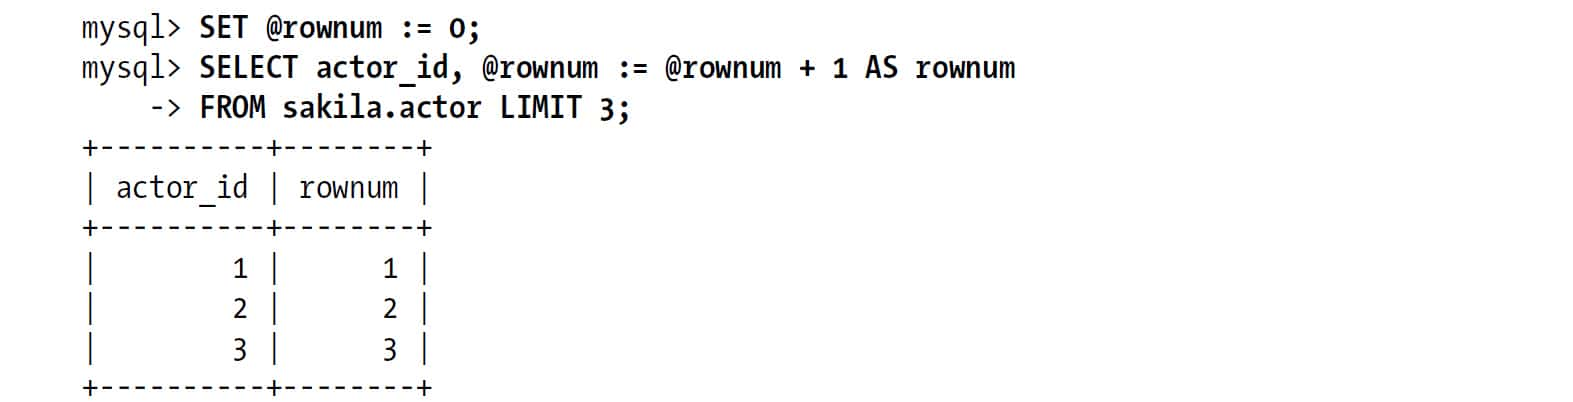 mysql> SET @rownum := 0;
mysql> SELECT actor_id, @rownum := @rownum + 1 AS rownum
    -> FROM sakila.actor LIMIT 3;
+----------+--------+
| actor_id | rownum |
+----------+--------+
|        1 |      1 |
|        2 |      2 |
|        3 |      3 |
+----------+--------+